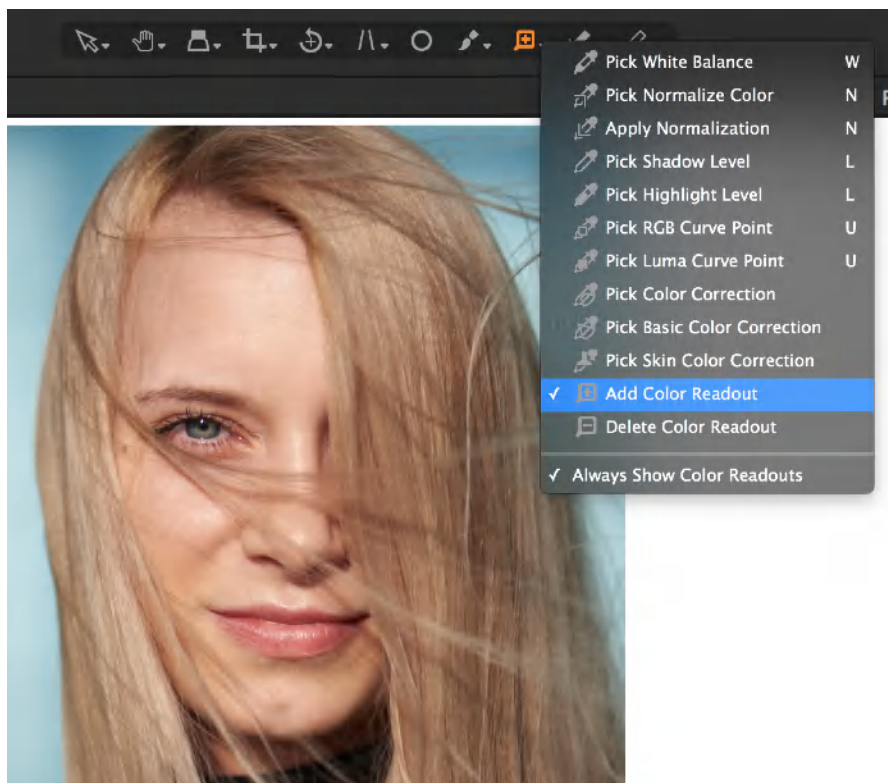 Pick White Balance W
Pick Normalize Color N
Apply Normalization N
Pick Shadow Level L
Pick Highlight Level L
Pick RGB Curve Point U
Pick Luma Curve Point U
Pick Color Correction
Pick Basic Color Correction
Pick Skin Color Correction
✓ Add Color Readout
Delete Color Readout
✓ Always Show Color Readouts